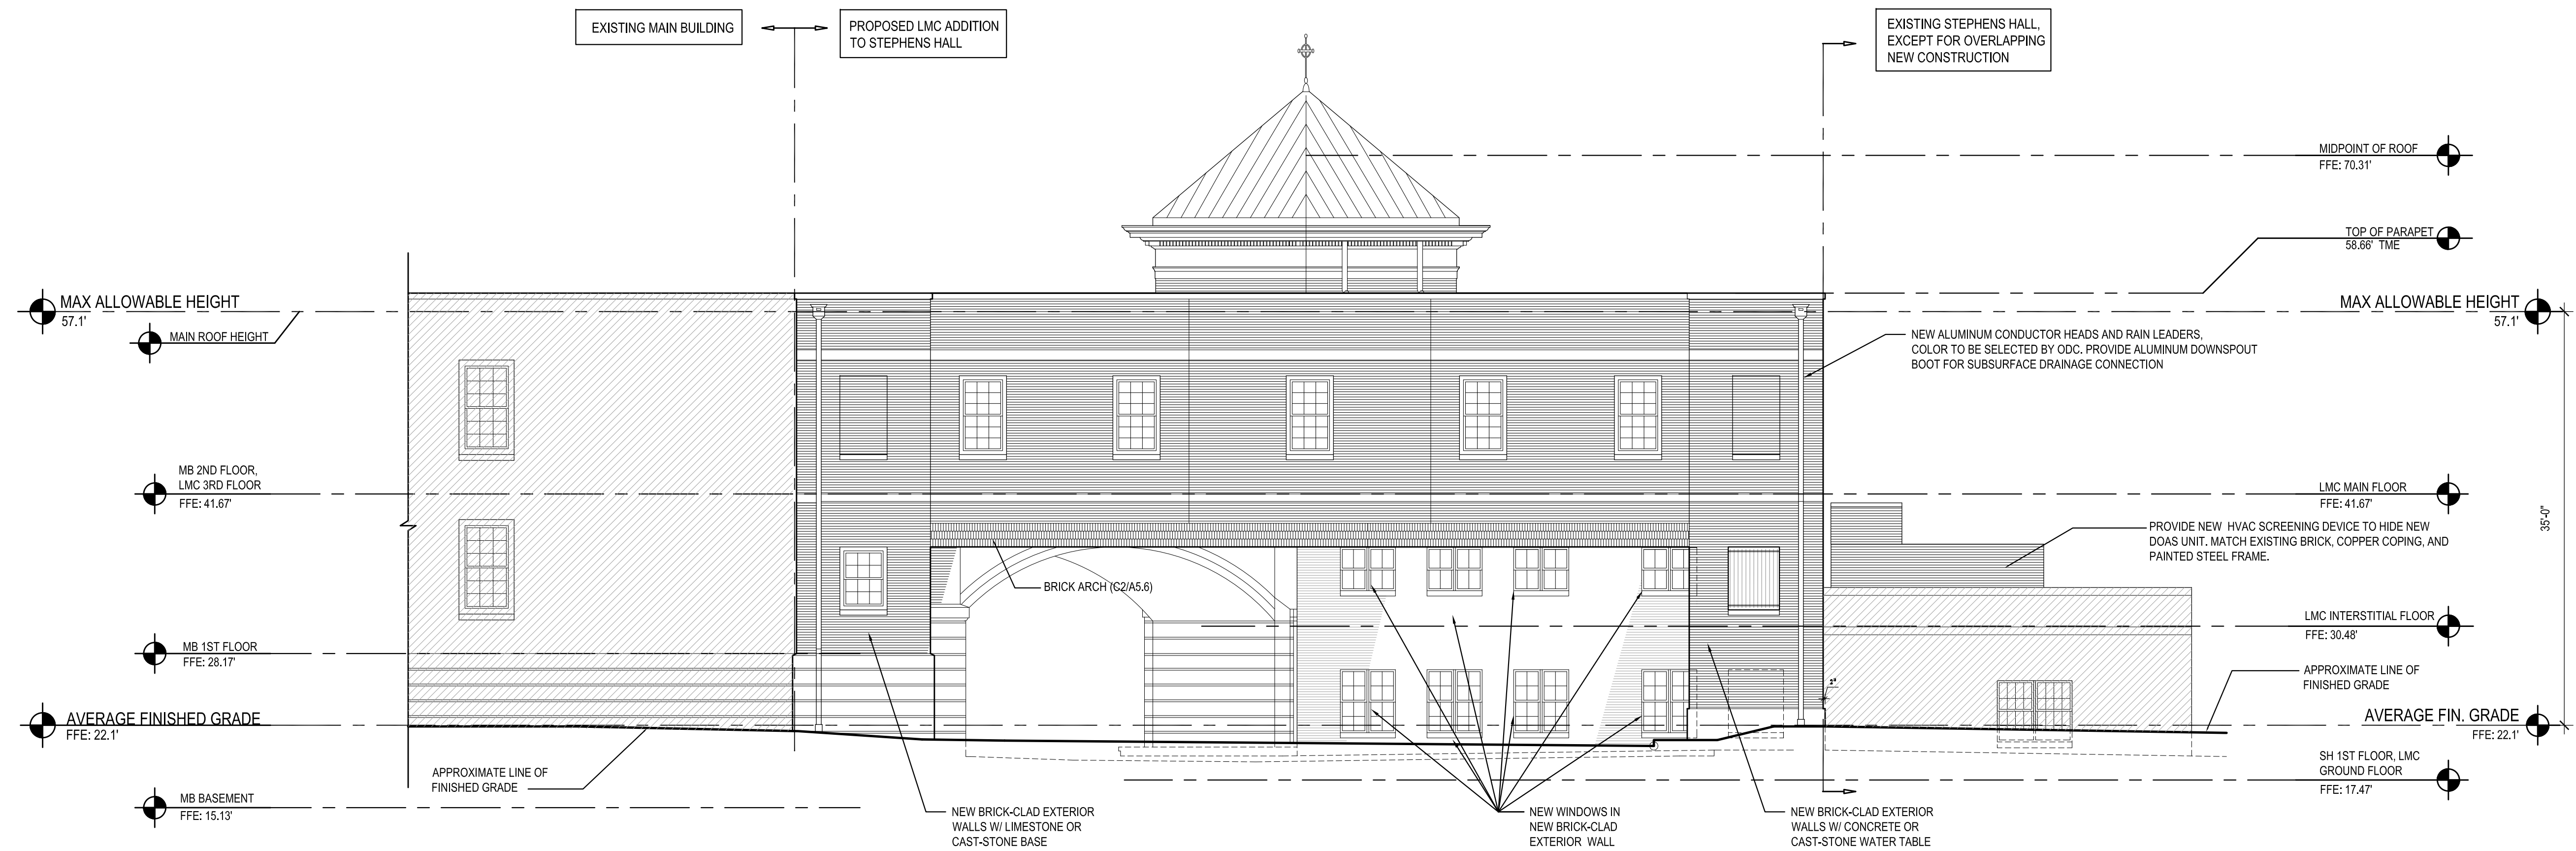 EXISTING MAIN BUILDING
PROPOSED LMC ADDITION
TO STEPHENS HALL
EXISTING STEPHENS HALL,
EXCEPT FOR OVERLAPPING
NEW CONSTRUCTION
MIDPOINT OF ROOF
FFE: 70.31'
TOP OF PARAPET
58.66' TME
MAX ALLOWABLE HEIGHT
57.1'
MAIN ROOF HEIGHT
MAX ALLOWABLE HEIGHT
57.1'
NEW ALUMINUM CONDUCTOR HEADS AND RAIN LEADERS,
COLOR TO BE SELECTED BY ODC. PROVIDE ALUMINUM DOWNSPOUT
BOOT FOR SUBSURFACE DRAINAGE CONNECTION
MB 2ND FLOOR,
LMC 3RD FLOOR
FFE: 41.67'
LMC MAIN FLOOR
FFE: 41.67'
35'-0"
PROVIDE NEW HVAC SCREENING DEVICE TO HIDE NEW
DOAS UNIT. MATCH EXISTING BRICK, COPPER COPING, AND
PAINTED STEEL FRAME.
BRICK ARCH (C2/A5.6)
LMC INTERSTITIAL FLOOR
FFE: 30.48'
MB 1ST FLOOR
FFE: 28.17'
APPROXIMATE LINE OF
FINISHED GRADE
2"
AVERAGE FINISHED GRADE
FFE: 22.1'
AVERAGE FIN. GRADE
FFE: 22.1'
APPROXIMATE LINE OF
FINISHED GRADE
SH 1ST FLOOR, LMC
GROUND FLOOR
FFE: 17.47'
MB BASEMENT
FFE: 15.13'
NEW BRICK-CLAD EXTERIOR
WALLS W/ LIMESTONE OR
CAST-STONE BASE
NEW WINDOWS IN
NEW BRICK-CLAD
EXTERIOR WALL
NEW BRICK-CLAD EXTERIOR
WALLS W/ CONCRETE OR
CAST-STONE WATER TABLE